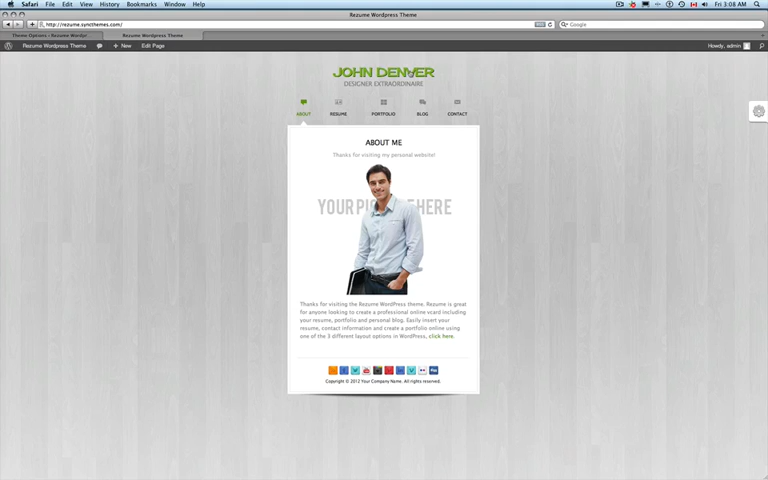 Safari File Edit View History Bookmarks Window Help
Fri 3:08 AM
Rezume Wordpress Theme
http://rezume.syncthemes.com/
Google
Theme Options ‹ Rezume Wordpr...
Rezume Wordpress Theme
Rezume Wordpress Theme + New Edit Page
Howdy, admin
JOHN DENVER
DESIGNER EXTRAORDINAIRE
ABOUT RESUME PORTFOLIO BLOG CONTACT
ABOUT ME
Thanks for visiting my personal website!
YOUR HERE
Thanks for visiting the Rezume WordPress theme. Rezume is great
for anyone looking to create a professional online vcard including
your resume, portfolio and personal blog. Easily insert your
resume, contact information and create a portfolio online using
one of the 3 different layout options in WordPress, click here.
Copyright © 2012 Your Company Name. All rights reserved.